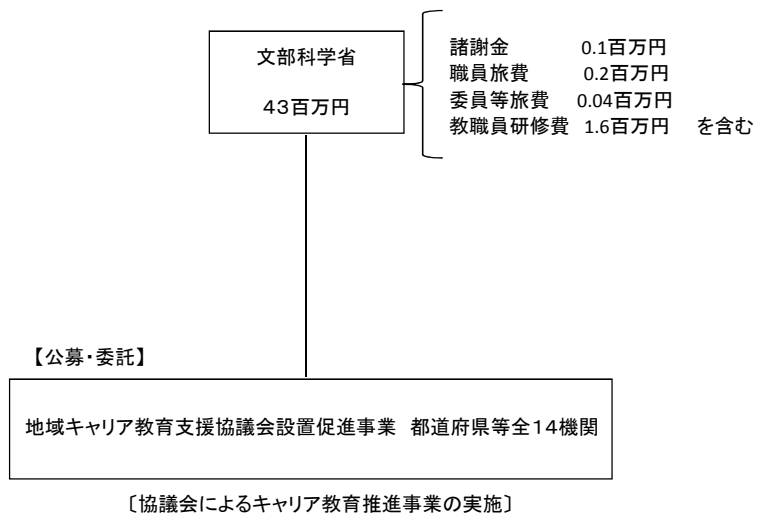 文部科学省
43百万円
諸謝金 0.1百万円
職員旅費 0.2百万円
委員等旅費 0.04百万円
教職員研修費 1.6百万円 を含む
【公募・委託】
地域キャリア教育支援協議会設置促進事業 都道府県等全14機関
〔協議会によるキャリア教育推進事業の実施〕